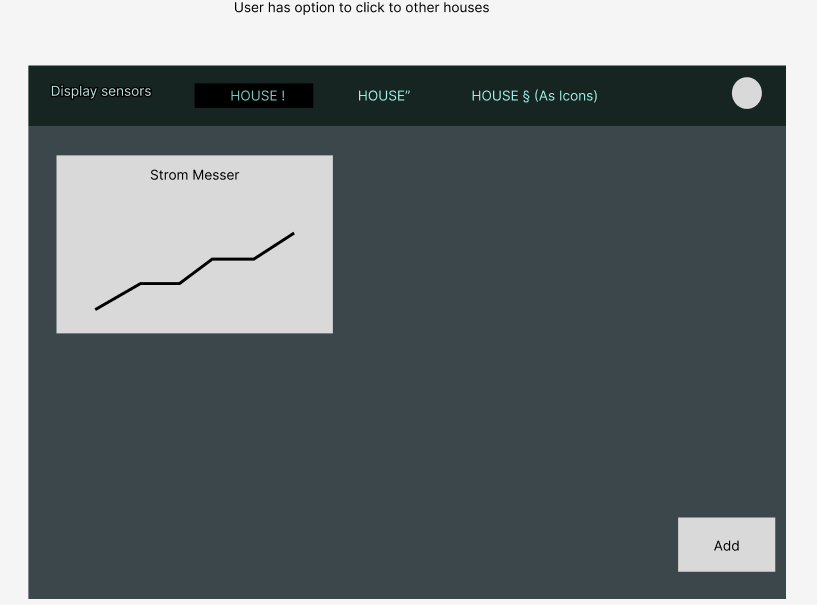 User has option to click to other houses
Display sensors
HOUSE !
HOUSE”
HOUSE § (As Icons)
Strom Messer
Add